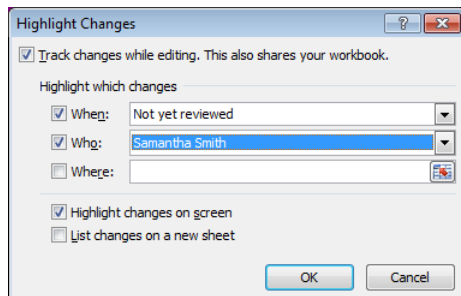 Highlight Changes
Track changes while editing. This also shares your workbook.
Highlight which changes
When: Not yet reviewed
Who: Samantha Smith
Where:
Highlight changes on screen
List changes on a new sheet
OK Cancel